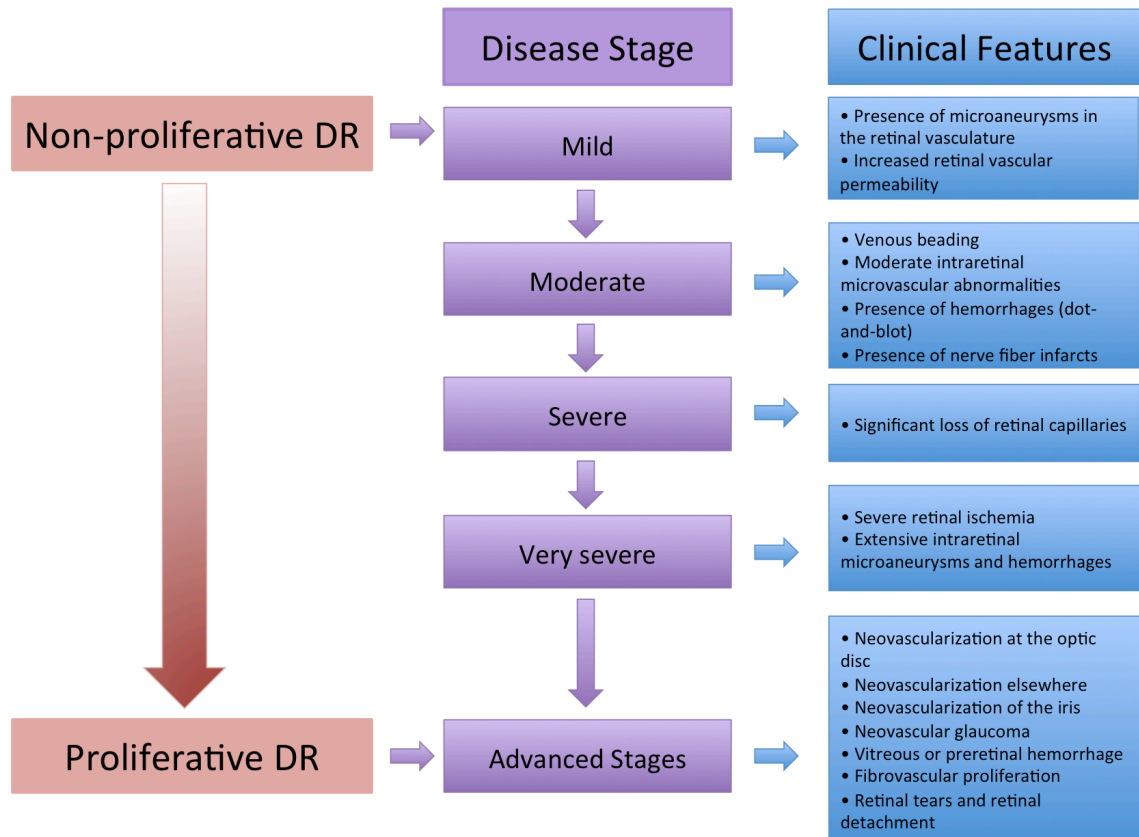 Disease Stage
Clinical Features
Non-proliferative DR
Mild
• Presence of microaneurysms in
the retinal vasculature
• Increased retinal vascular
permeability
Moderate
• Venous beading
• Moderate intraretinal
microvascular abnormalities
• Presence of hemorrhages (dot-
and-blot)
• Presence of nerve fiber infarcts
Severe
• Significant loss of retinal capillaries
Very severe
• Severe retinal ischemia
• Extensive intraretinal
microaneurysms and hemorrhages
Proliferative DR
Advanced Stages
• Neovascularization at the optic
disc
• Neovascularization elsewhere
• Neovascularization of the iris
• Neovascular glaucoma
• Vitreous or preretinal hemorrhage
• Fibrovascular proliferation
• Retinal tears and retinal
detachment